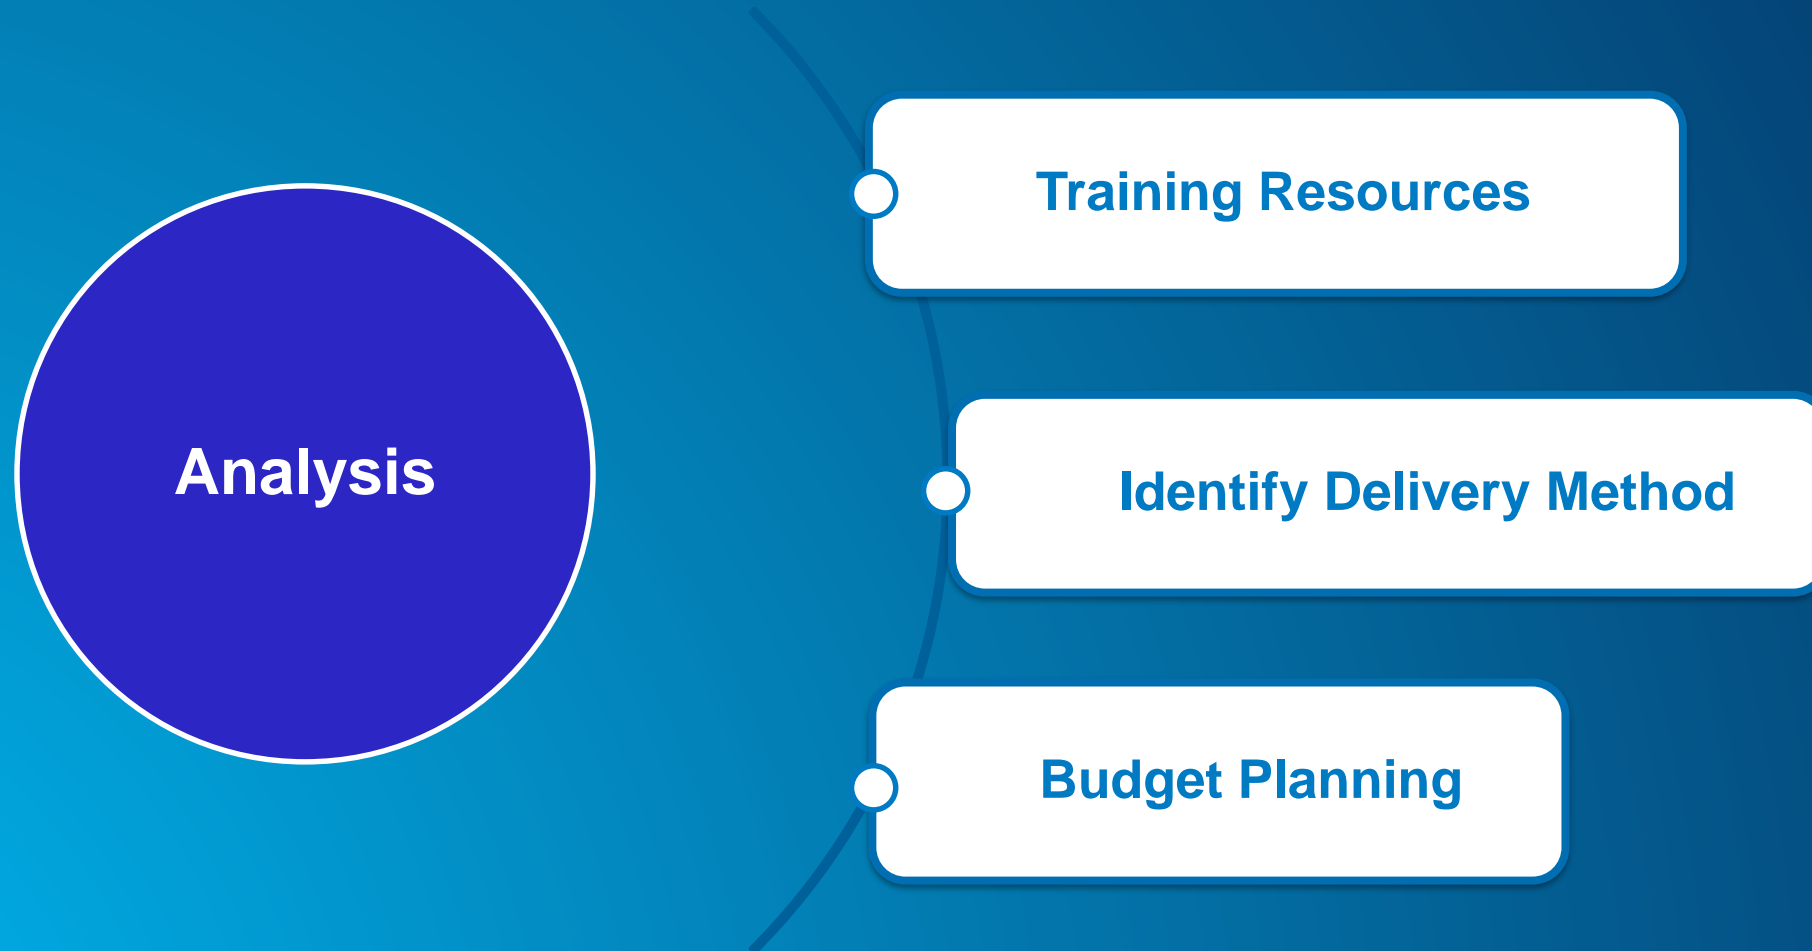 Analysis
Training Resources
Identify Delivery Method
Budget Planning